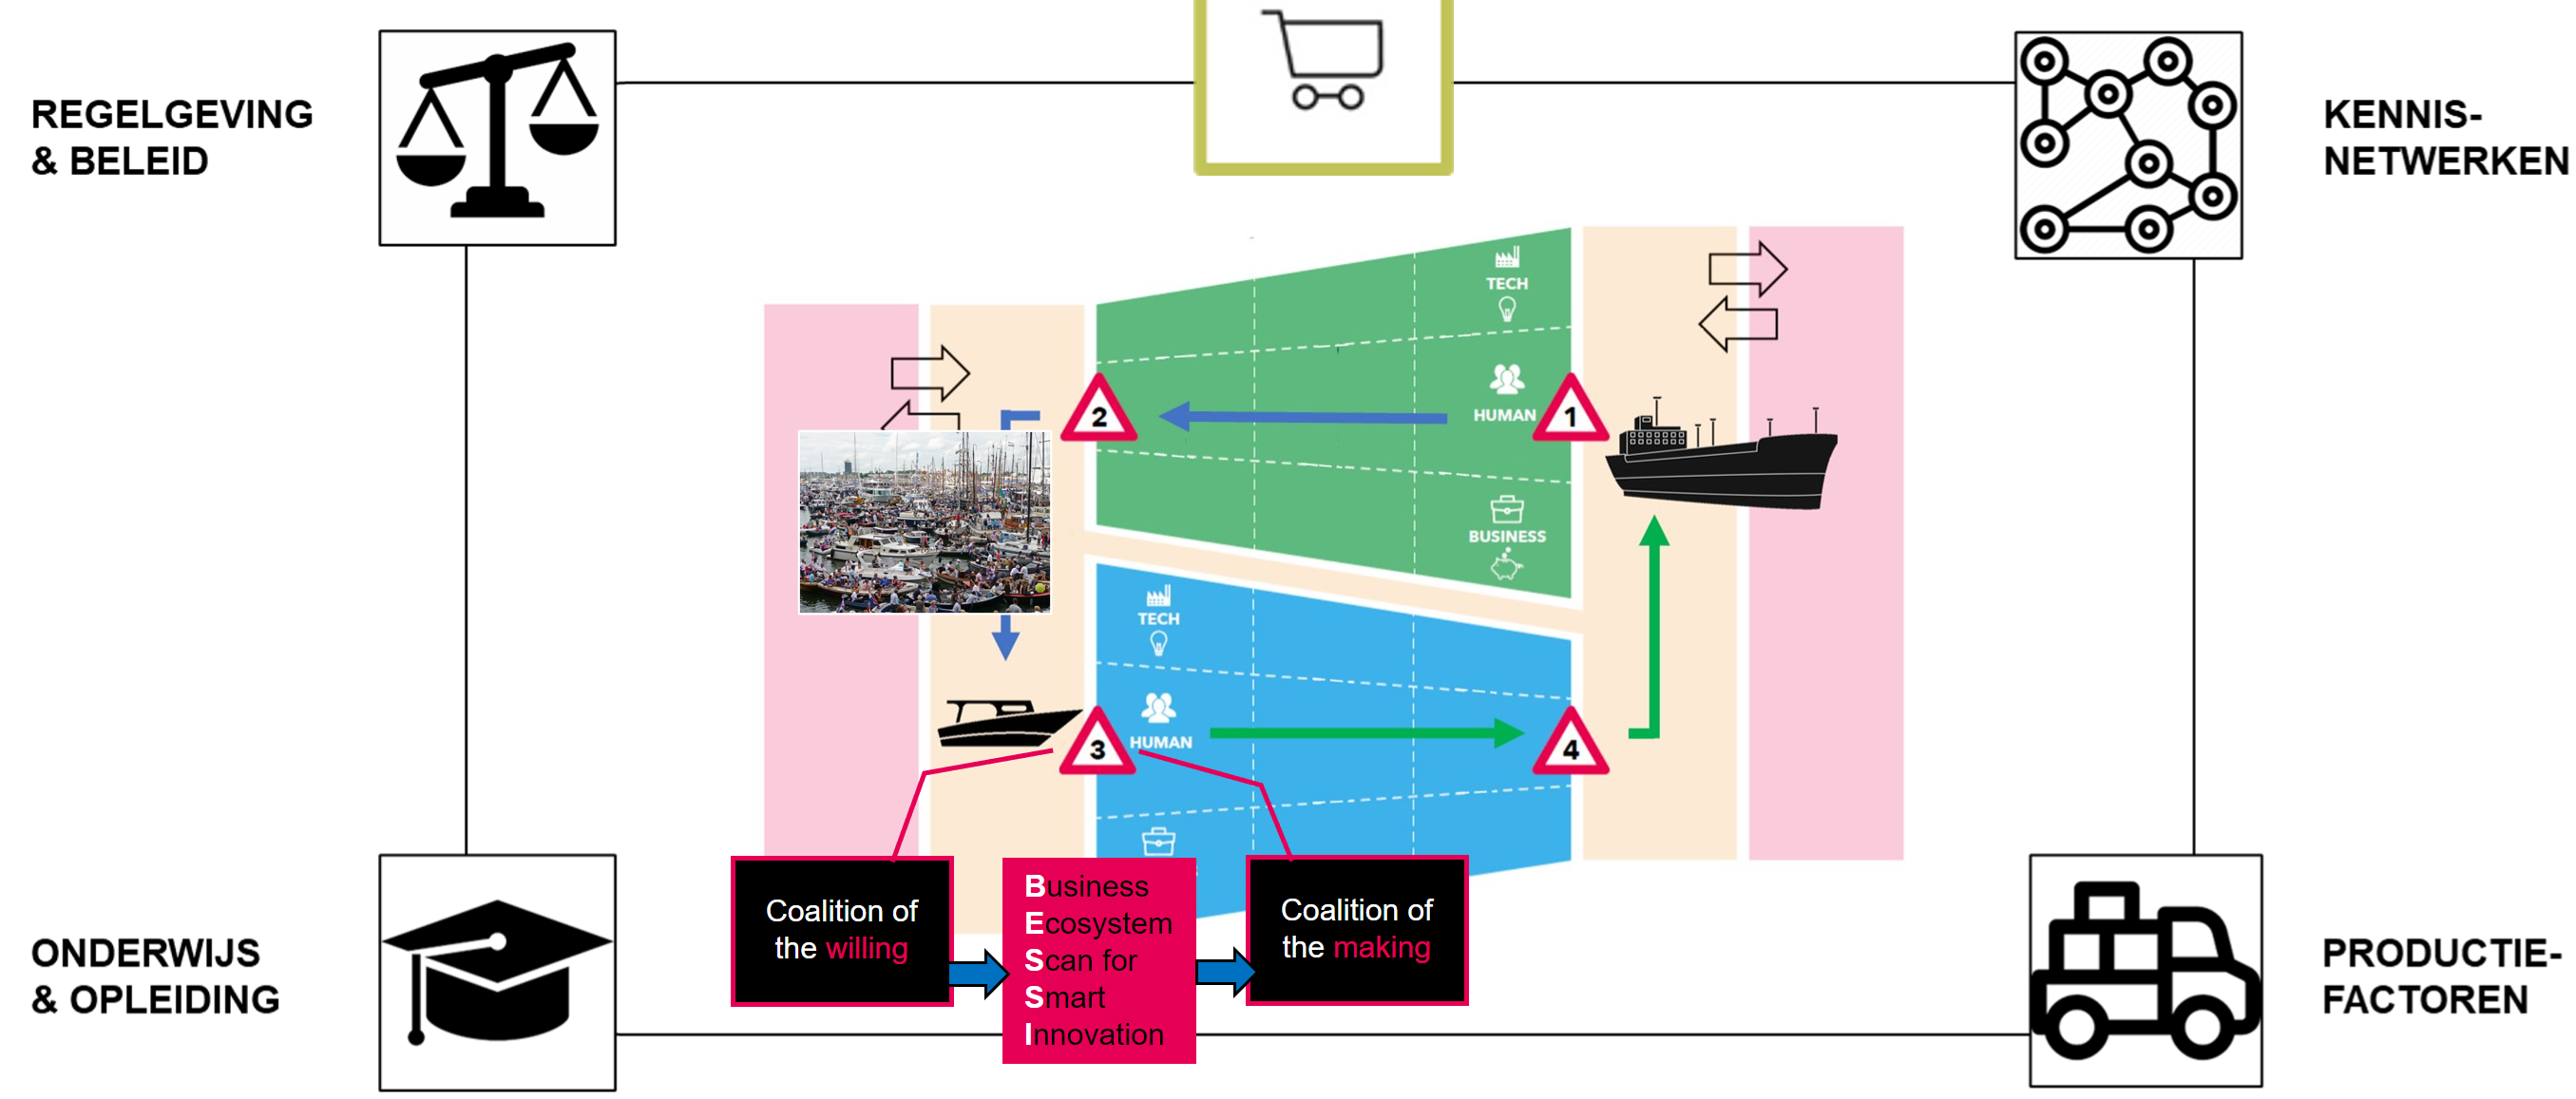 REGELGEVING
& BELEID
KENNIS-
NETWERKEN
TECH
HUMAN
2
1
BUSINESS
TECH
HUMAN
3
4
Coalition of
the willing
Business
Ecosystem
Scan for
Smart
Innovation
Coalition of
the making
ONDERWIJS
& OPLEIDING
PRODUCTIE-
FACTOREN